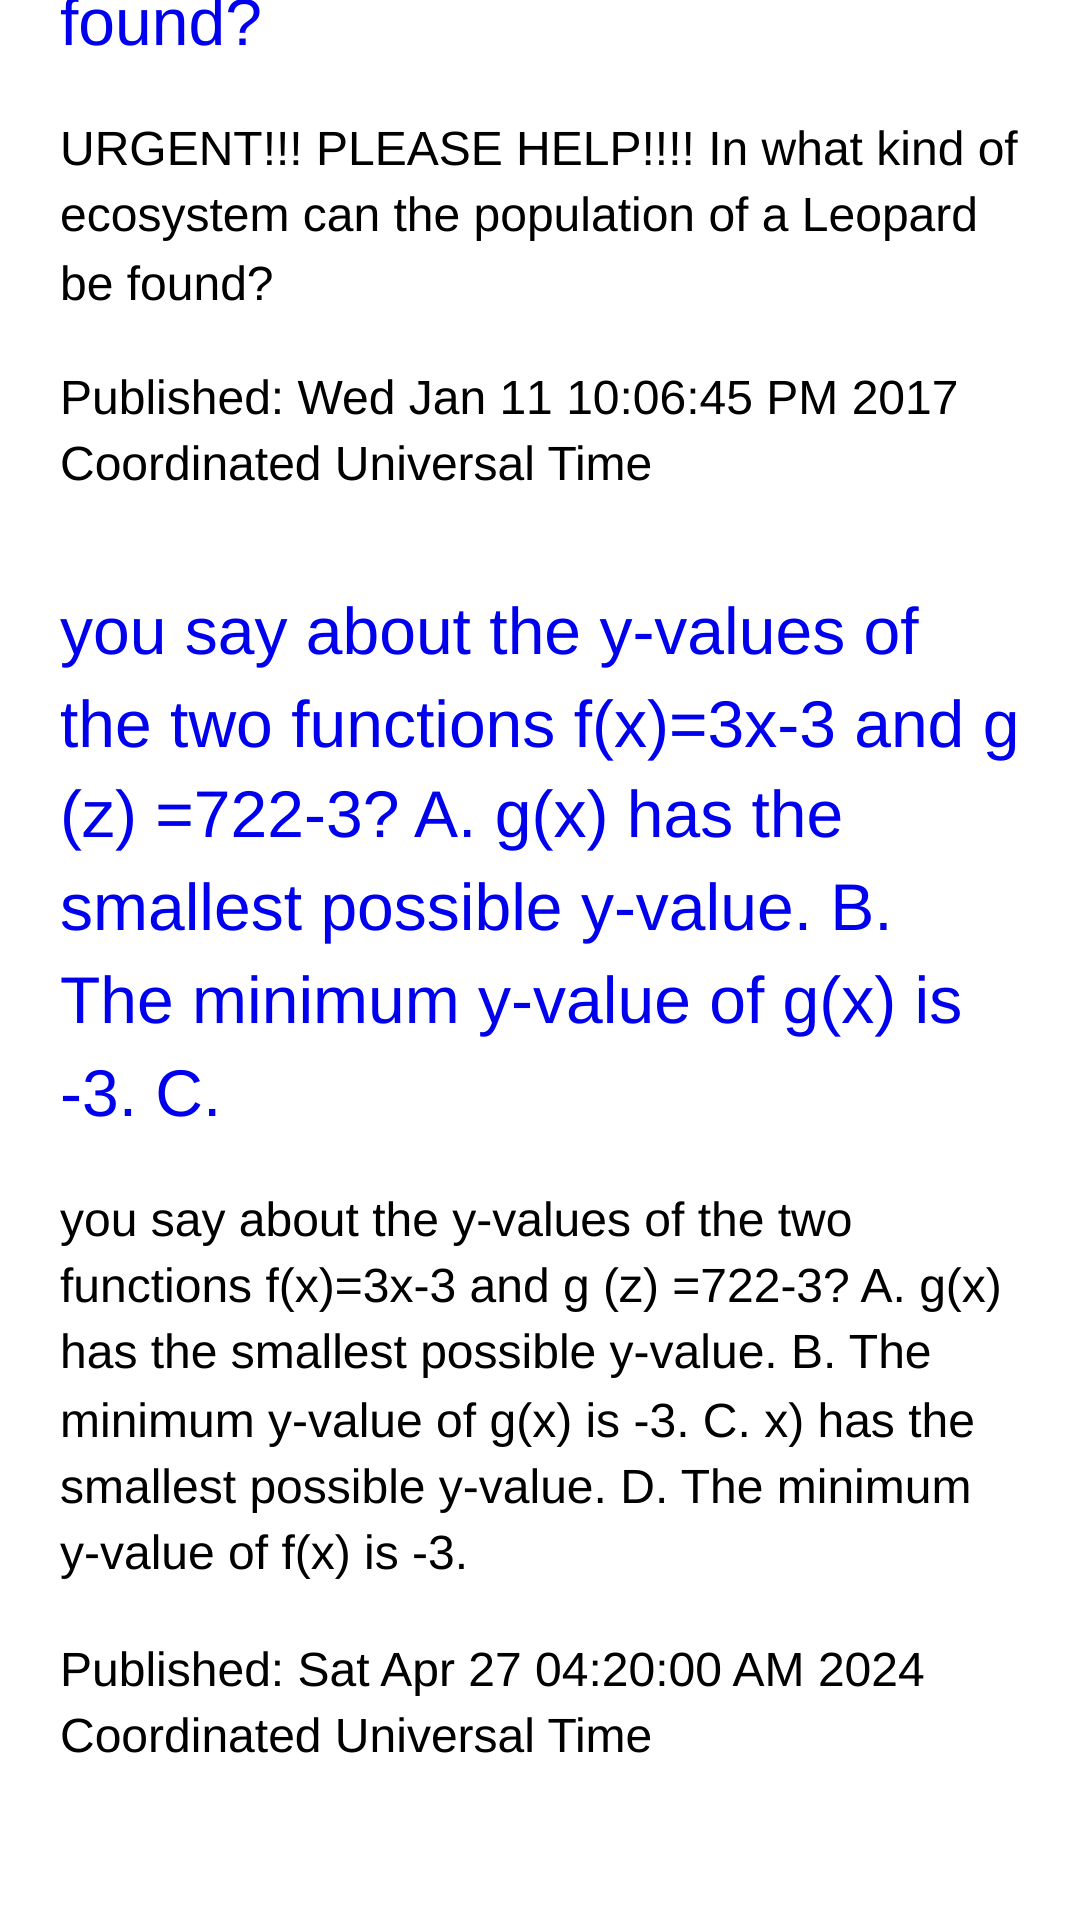 found?
URGENT!!! PLEASE HELP!!!! In what kind of
ecosystem can the population of a Leopard
be found?
Published: Wed Jan 11 10:06:45 PM 2017
Coordinated Universal Time
you say about the y-values of
the two functions f(x)=3x-3 and g
(z) =722-3? A. g(x) has the
smallest possible y-value. B.
The minimum y-value of g(x) is
-3. C.
you say about the y-values of the two
functions f(x)=3x-3 and g (z) =722-3? A. g(x)
has the smallest possible y-value. B. The
minimum y-value of g(x) is -3. C. x) has the
smallest possible y-value. D. The minimum
y-value of f(x) is -3.
Published: Sat Apr 27 04:20:00 AM 2024
Coordinated Universal Time